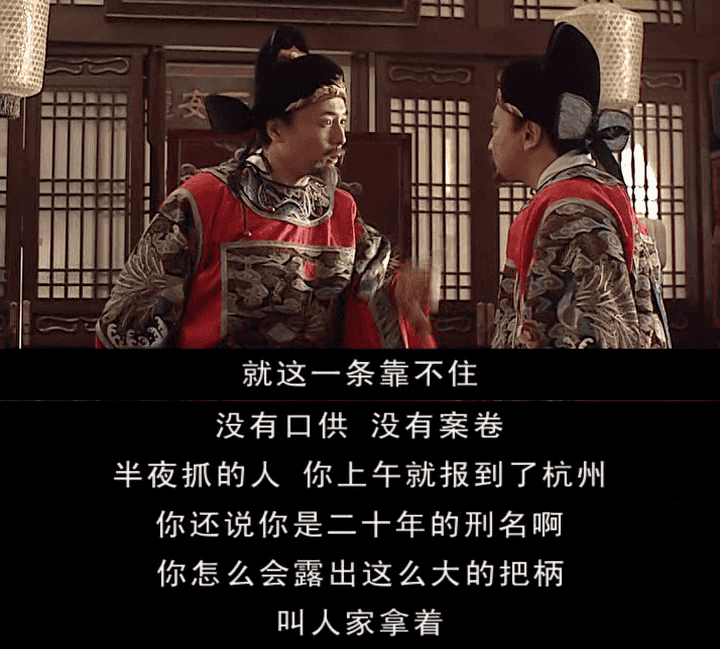 安
就这一条靠不住
没有口供 没有案卷
半夜抓的人 你上午就报到了杭州
你还说你是二十年的刑名啊
你怎么会露出这么大的把柄
叫人家拿着